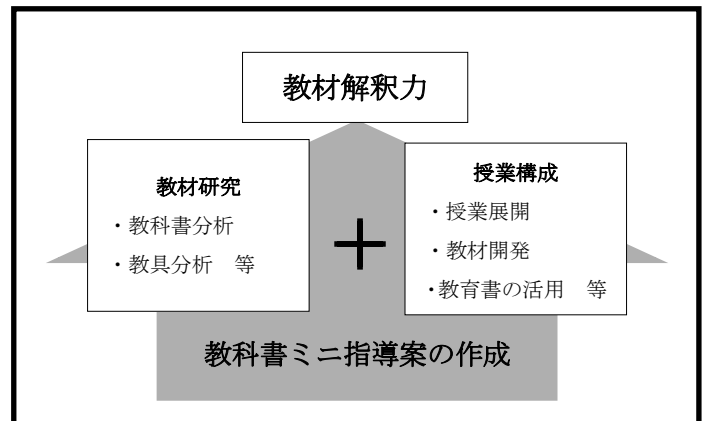 教材解釈力
教材研究
・教科書分析
・教具分析　等
＋
授業構成
・授業展開
・教材開発
・教育書の活用　等
教科書ミニ指導案の作成